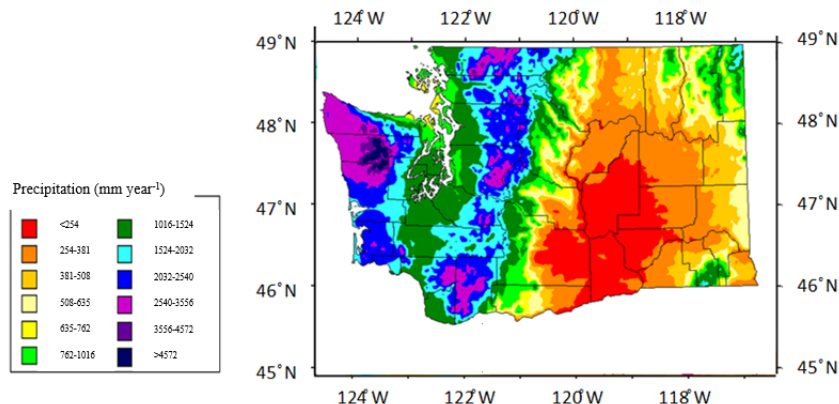 124˚W 122˚W 120˚W 118˚W
49˚N 49˚N
48˚N 48˚N
47˚N 47˚N
46˚N 46˚N
45˚N 45˚N
124˚W 122˚W 120˚W 118˚W
Precipitation (mm year⁻¹)
<254 1016-1524
254-381 1524-2032
381-508 2032-2540
508-635 2540-3556
635-762 3556-4572
762-1016 >4572